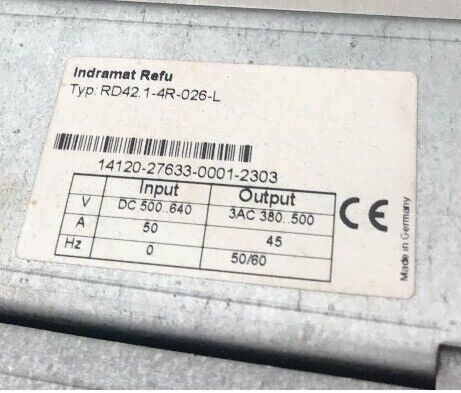 Indramat Refu
Typ: RD42.1-4R-026-L
14120-27633-0001-2303
Input Output
V DC 500..640 3AC 380..500
A 50 45
Hz 0 50/60
CE
Made in Germany